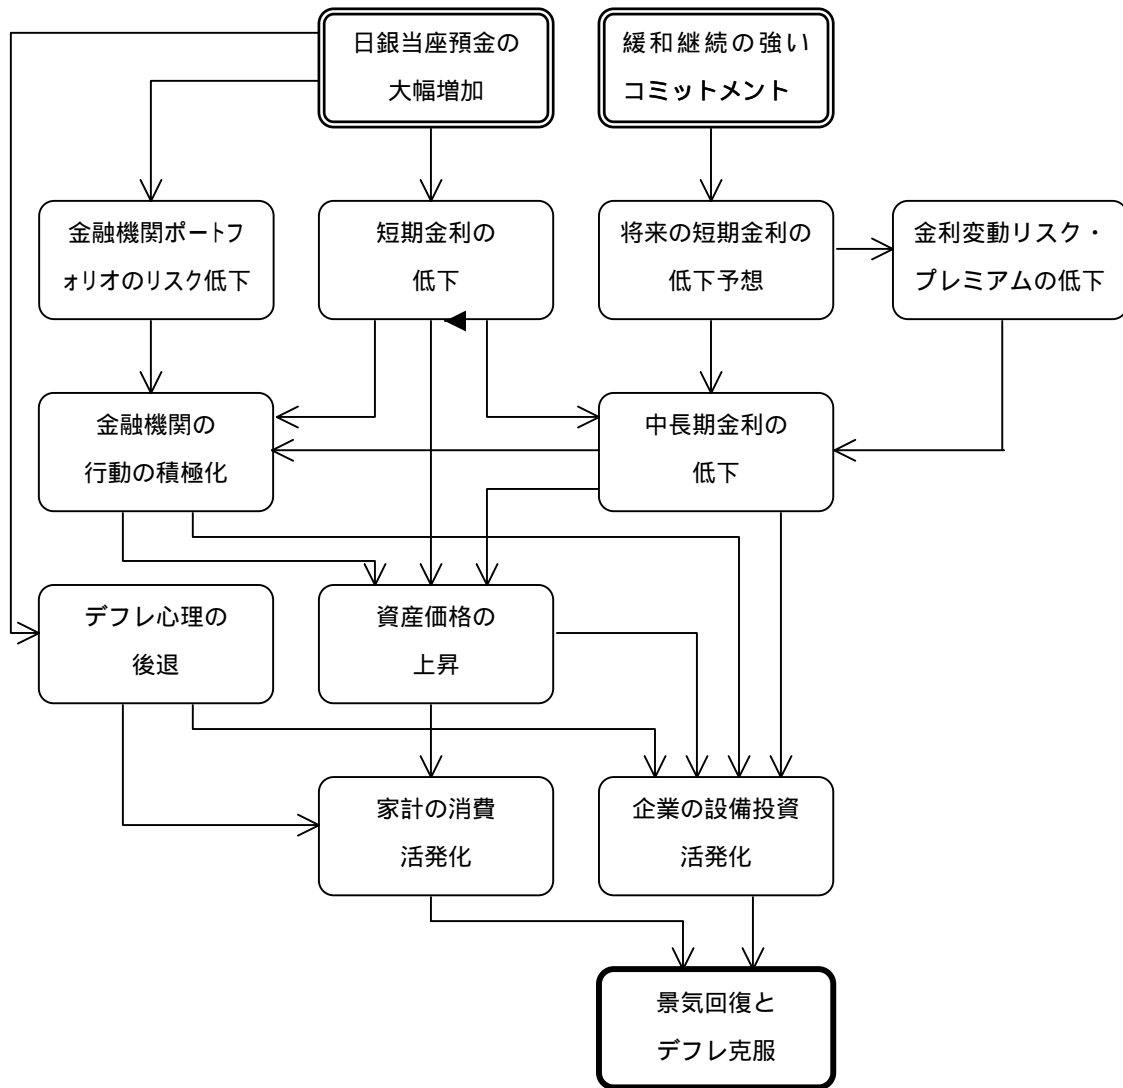 日銀当座預金の
大幅増加
緩和継続の強い
コミットメント
金融機関ポートフ
ォリオのリスク低下
短期金利の
低下
将来の短期金利の
低下予想
金利変動リスク・
プレミアムの低下
金融機関の
行動の積極化
中長期金利の
低下
デフレ心理の
後退
資産価格の
上昇
家計の消費
活発化
企業の設備投資
活発化
景気回復と
デフレ克服